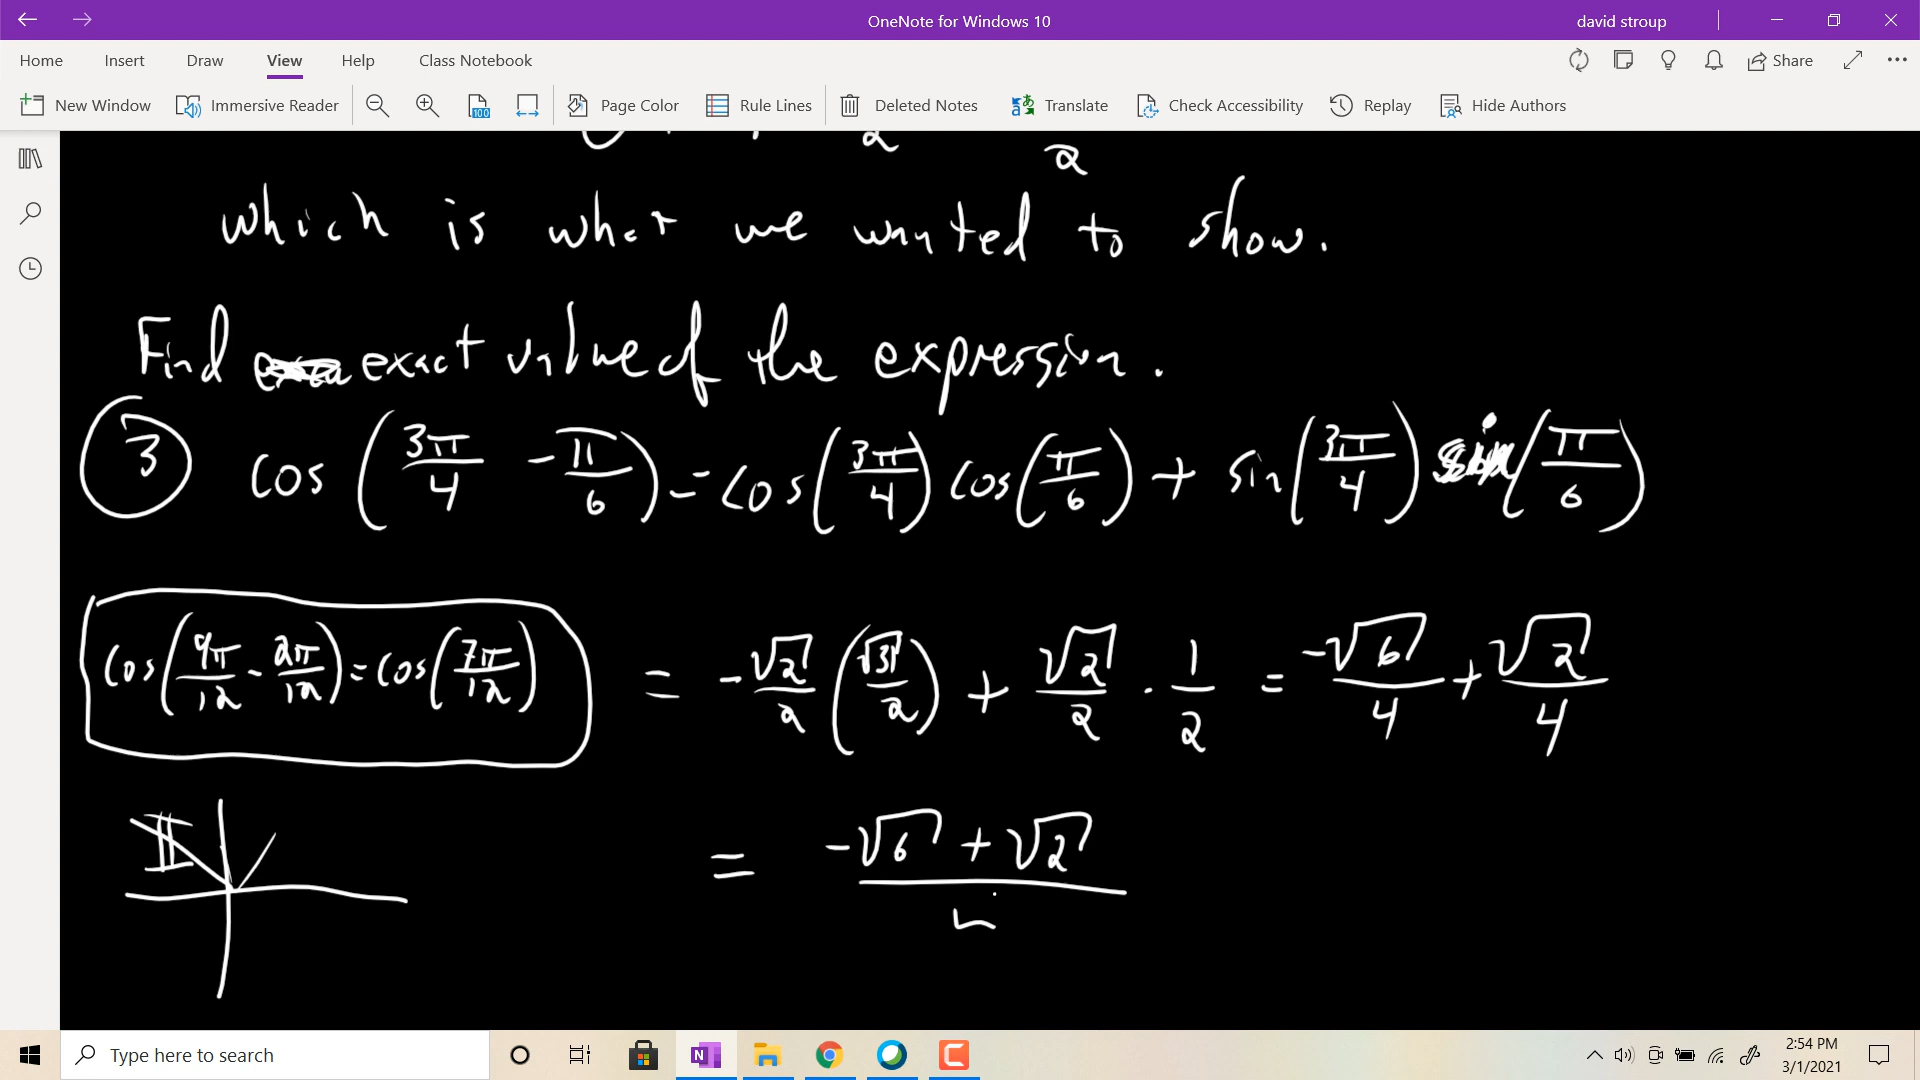 OneNote for Windows 10
david stroup
Home Insert Draw View Help Class Notebook Share
New Window Immersive Reader 100 Page Color Rule Lines Deleted Notes Translate Check Accessibility Replay Hide Authors
2 2
which is what we wanted to show.
Find exact value of the expression.
③ cos(3π/4 - π/6) = cos(3π/4) cos(π/6) + sin(3π/4) sin(π/6)
cos(9π/12 - 2π/12) = cos(7π/12)
= -√2/2 (√3/2) + √2/2 · 1/2 = -√6/4 + √2/4
II
= -√6 + √2
Type here to search
N
2:54 PM
3/1/2021